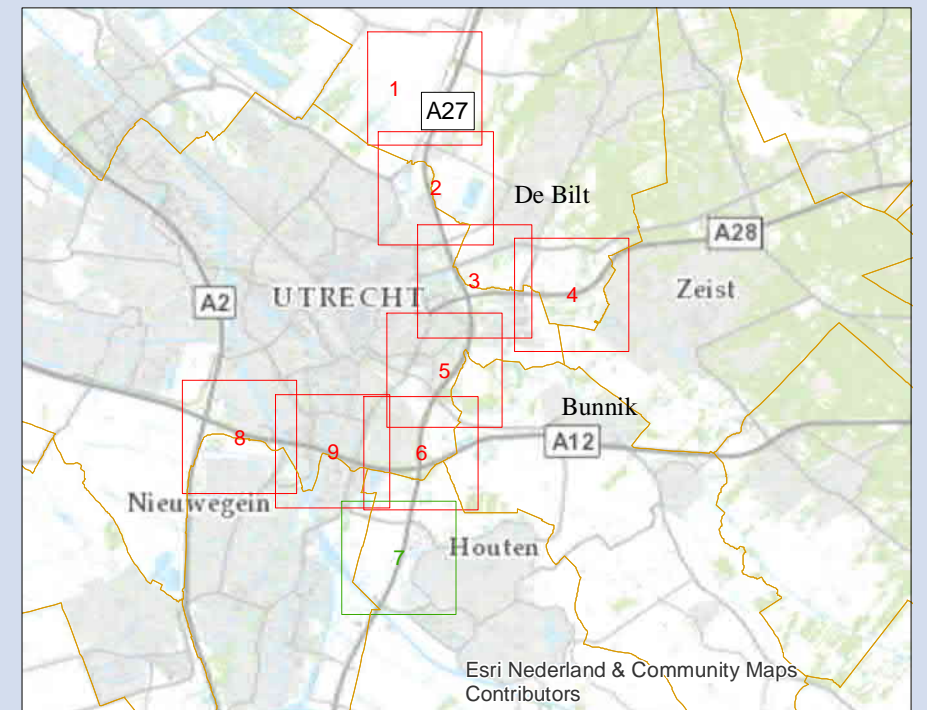 1
A27
2
De Bilt
A28
3
4
Zeist
A2
UTRECHT
5
Bunnik
8
9
6
A12
Nieuwegein
7
Houten
Esri Nederland & Community Maps
Contributors